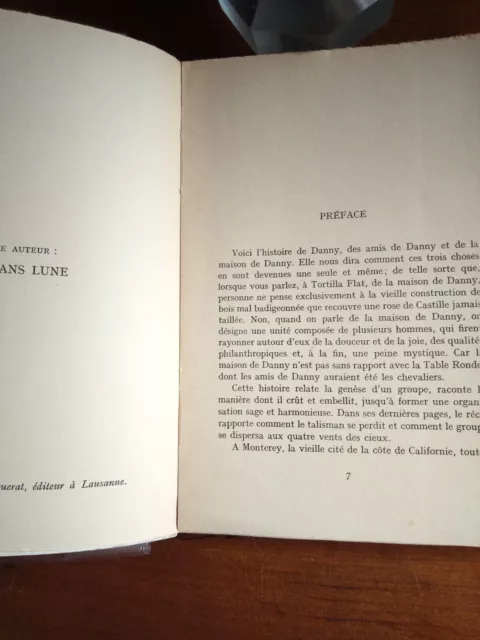 E AUTEUR :
ANS LUNE
uerat, éditeur à Lausanne.
PRÉFACE
Voici l'histoire de Danny, des amis de Danny et de la
maison de Danny. Elle nous dira comment ces trois choses
en sont devenues une seule et même; de telle sorte que,
lorsque vous parlez, à Tortilla Flat, de la maison de Danny,
personne ne pense exclusivement à la vieille construction de
bois mal badigeonnée que recouvre une rose de Castille jamais
taillée. Non, quand on parle de la maison de Danny, on
désigne une unité composée de plusieurs hommes, qui firent
rayonner autour d'eux de la douceur et de la joie, des qualité
philanthropiques et, à la fin, une peine mystique. Car la
maison de Danny n'est pas sans rapport avec la Table Ronde
dont les amis de Danny auraient été les chevaliers.
Cette histoire relate la genèse d'un groupe, raconte l
manière dont il crût et embellit, jusqu'à former une organ
sation sage et harmonieuse. Dans ses dernières pages, le réc
rapporte comment le talisman se perdit et comment le group
se dispersa aux quatre vents des cieux.
A Monterey, la vieille cité de la côte de Californie, tout
7